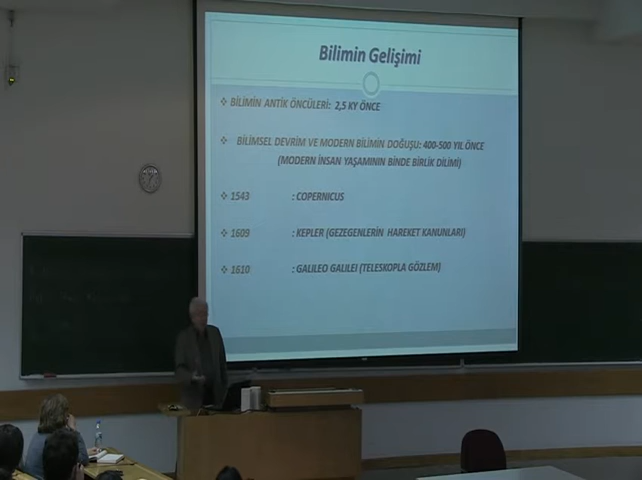 Bilimin Gelişimi
BİLİMİN ANTİK ÖNCÜLERİ: 2,5 KY ÖNCE
BİLİMSEL DEVRİM VE MODERN BİLİMİN DOĞUŞU: 400-500 YIL ÖNCE
(MODERN İNSAN YAŞAMININ BİNDE BİRLİK DİLİMİ)
1543 : COPERNICUS
1609 : KEPLER (GEZEGENLERİN HAREKET KANUNLARI)
1610 : GALILEO GALILEI (TELESKOPLA GÖZLEM)